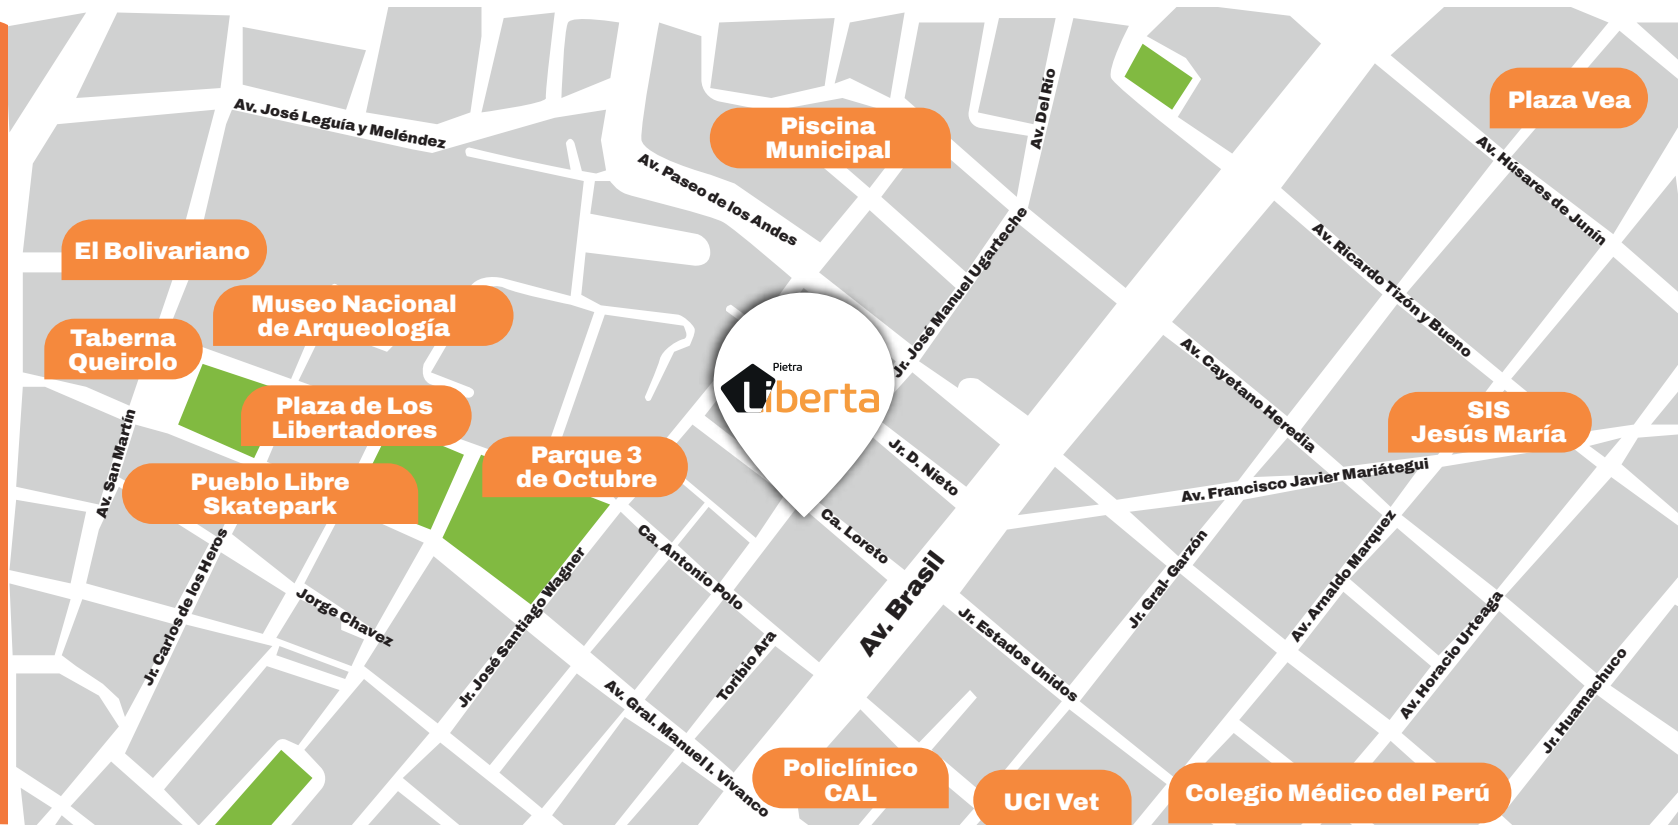 Plaza Vea
Av. José Leguía y Meléndez
Piscina
Municipal
Av. Del Río
Av. Húsares de Junín
Av. Paseo de los Andes
El Bolivariano
Jr. José Manuel Ugarteche
Av. Ricardo Tizón y Bueno
Museo Nacional
de Arqueología
Taberna
Queirolo
Pietra
Liberta
Av. Cayetano Heredia
Plaza de Los
Libertadores
SIS
Jesús María
Av. San Martín
Parque 3
de Octubre
Jr. D. Nieto
Av. Francisco Javier Mariátegui
Pueblo Libre
Skatepark
Ca. Loreto
Ca. Antonio Polo
Av. Brasil
Jr. Carlos de los Heros
Jorge Chavez
Jr. José Santiago Wagner
Jr. Gral- Garzón
Av. Arnaldo Marquez
Jr. Estados Unidos
Av. Horacio Urteaga
Toribio Ara
Jr. Huamachuco
Av. Gral. Manuel I. Vivanco
Policlínico
CAL
UCI Vet
Colegio Médico del Perú